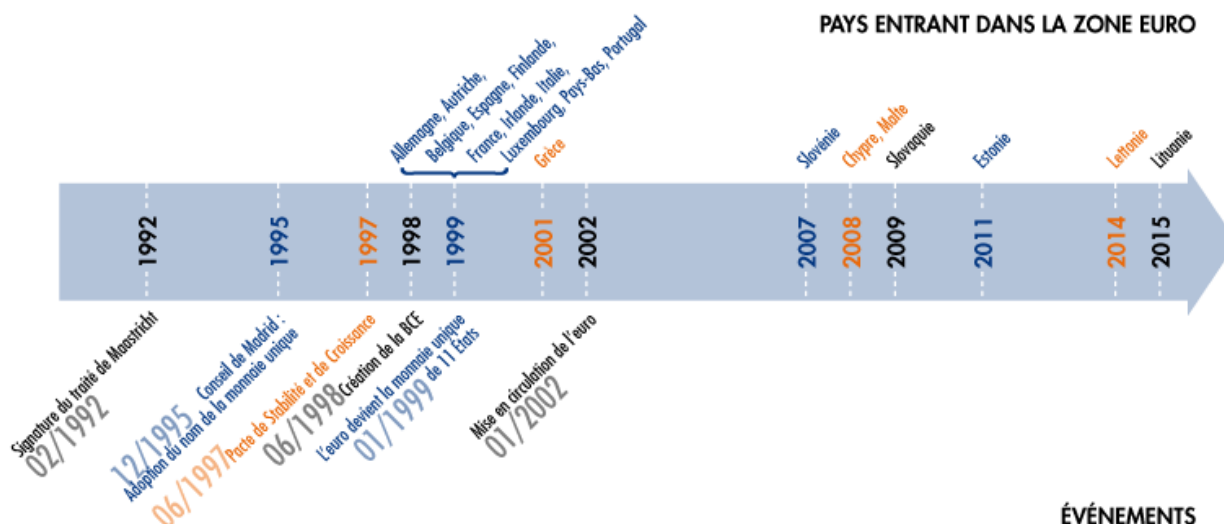 PAYS ENTRANT DANS LA ZONE EURO
Allemagne, Autriche,
Belgique, Espagne, Finlande,
France, Irlande, Italie,
Luxembourg, Pays-Bas, Portugal
Grèce
Slovénie
Chypre, Malte
Slovaquie
Estonie
Lettonie
Lituanie
1992
1995
1997
1998
1999
2001
2002
2007
2008
2009
2011
2014
2015
Signature du traité de Maastricht
02/1992
12/1995 Conseil de Madrid :
Adoption du nom de la monnaie unique
06/1997 Pacte de Stabilité et de Croissance
06/1998 Création de la BCE
L'euro devient la monnaie unique
01/1999 de 11 États
Mise en circulation de l'euro
01/2002
ÉVÉNEMENTS